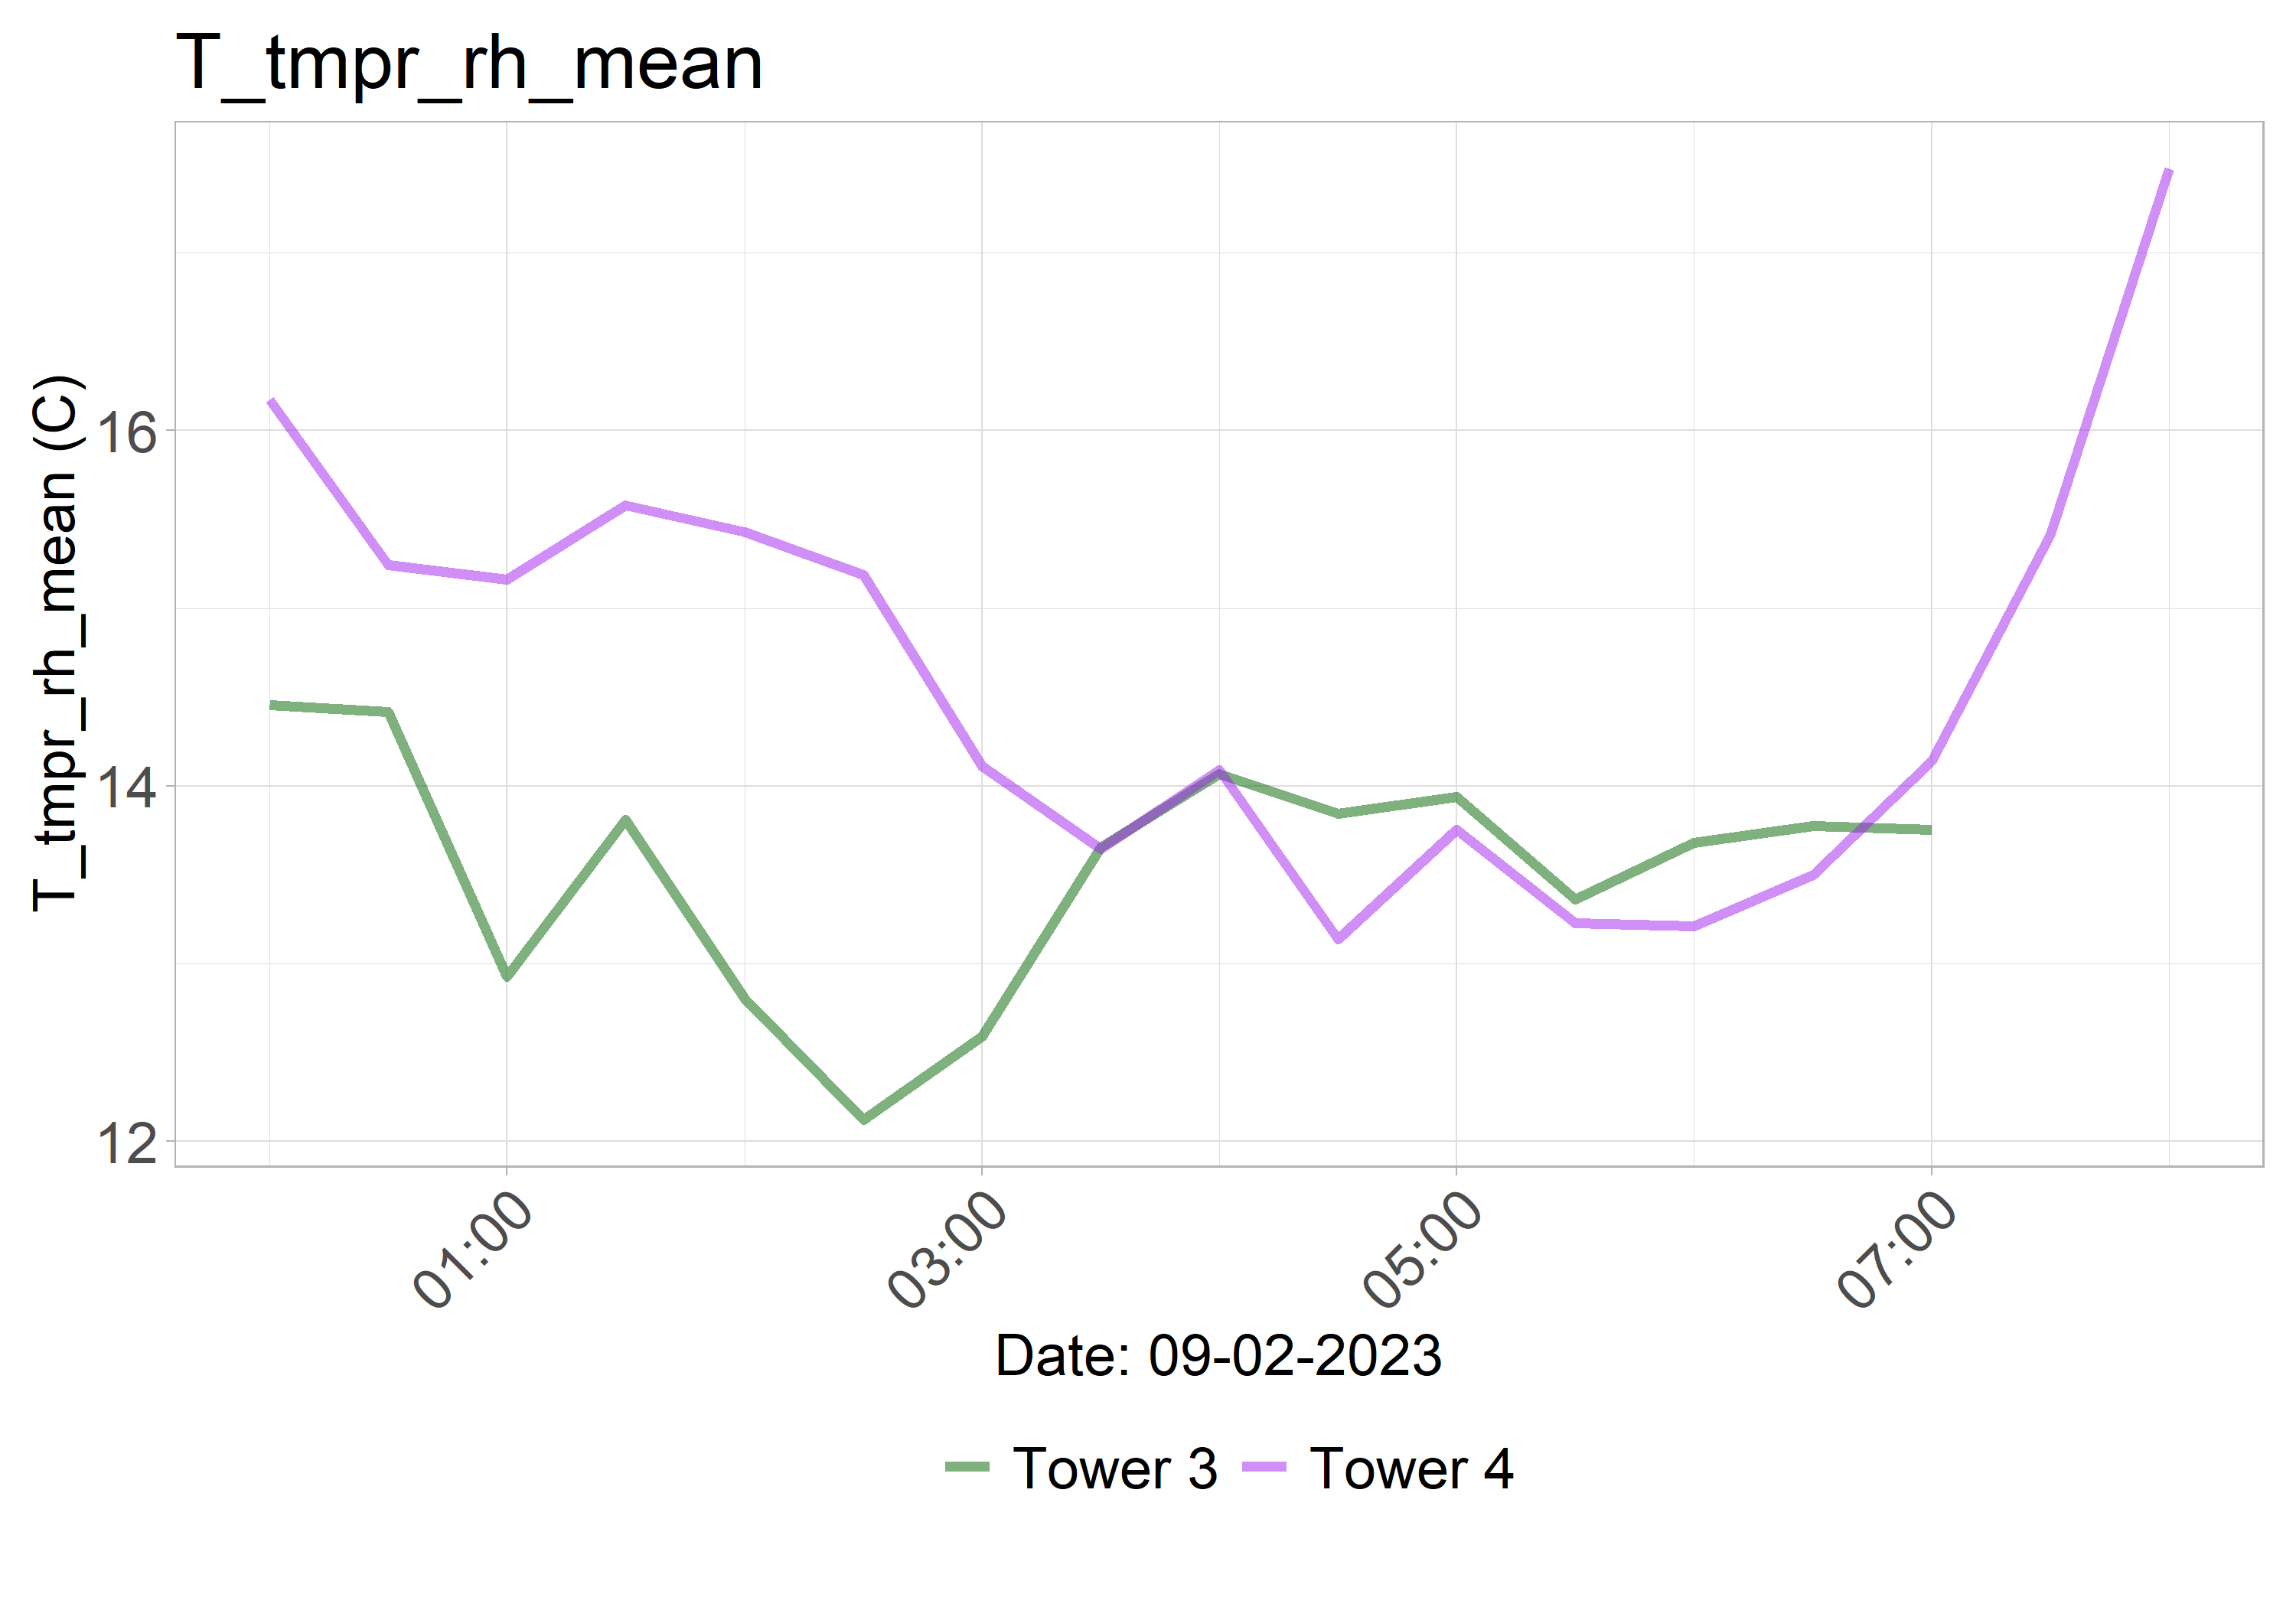 T_tmpr_rh_mean
T_tmpr_rh_mean (C)
16
14
12
01:00
03:00
05:00
07:00
Date: 09-02-2023
Tower 3
Tower 4